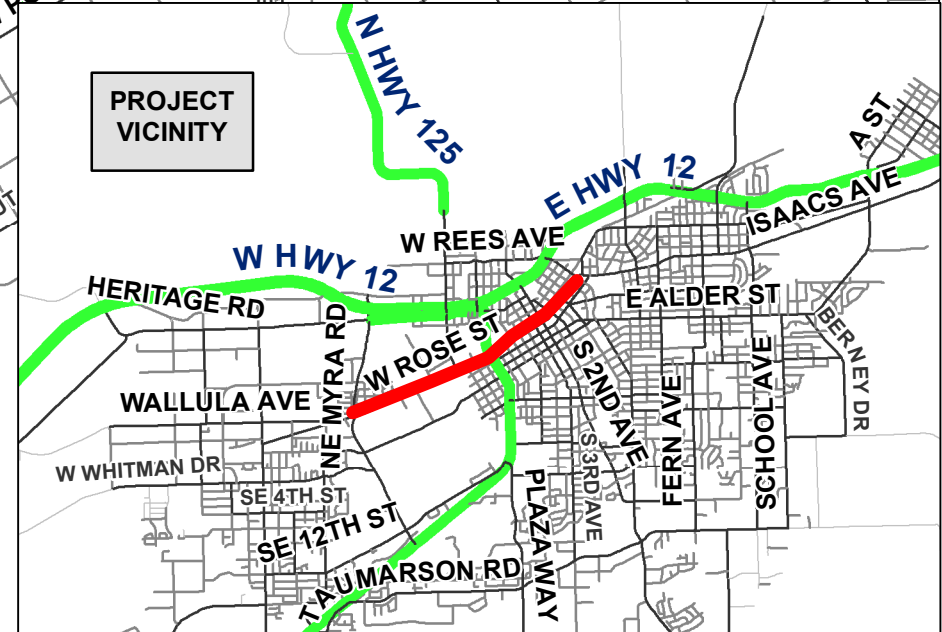 PROJECT
VICINITY
N HWY 125
A ST
E HWY 12
ISAACS AVE
W REES AVE
W HWY 12
HERITAGE RD
E ALDER ST
BERNEY DR
NE MYRA RD
W ROSE ST
S 2ND AVE
WALLULA AVE
FERN AVE
SCHOOL AVE
W WHITMAN DR
S 3RD AVE
SE 4TH ST
PLAZA WAY
SE 12TH ST
TAUMARSON RD